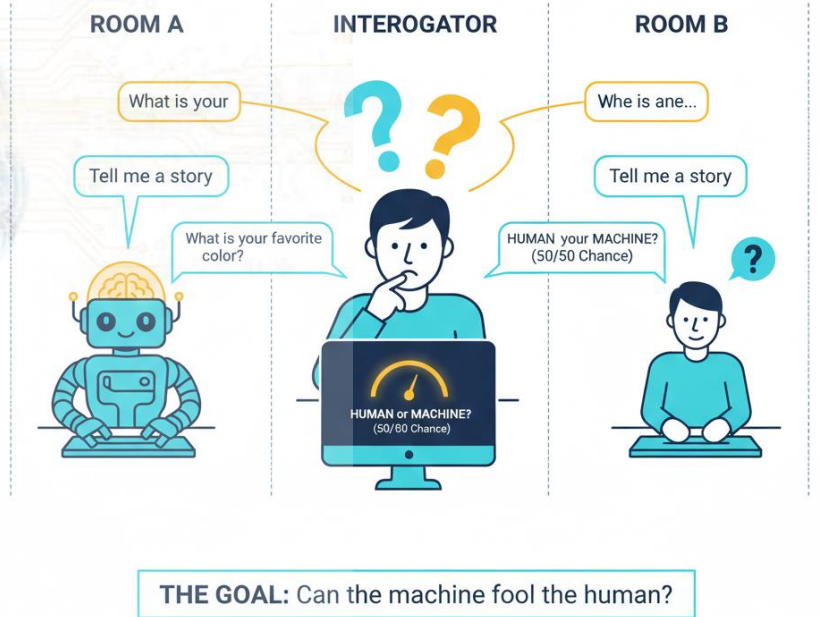 ROOM A
INTEROGATOR
ROOM B
What is your
Whe is ane...
Tell me a story
Tell me a story
What is your favorite
color?
HUMAN your MACHINE?
(50/50 Chance)
?
?
?
HUMAN or MACHINE?
(50/60 Chance)
THE GOAL: Can the machine fool the human?